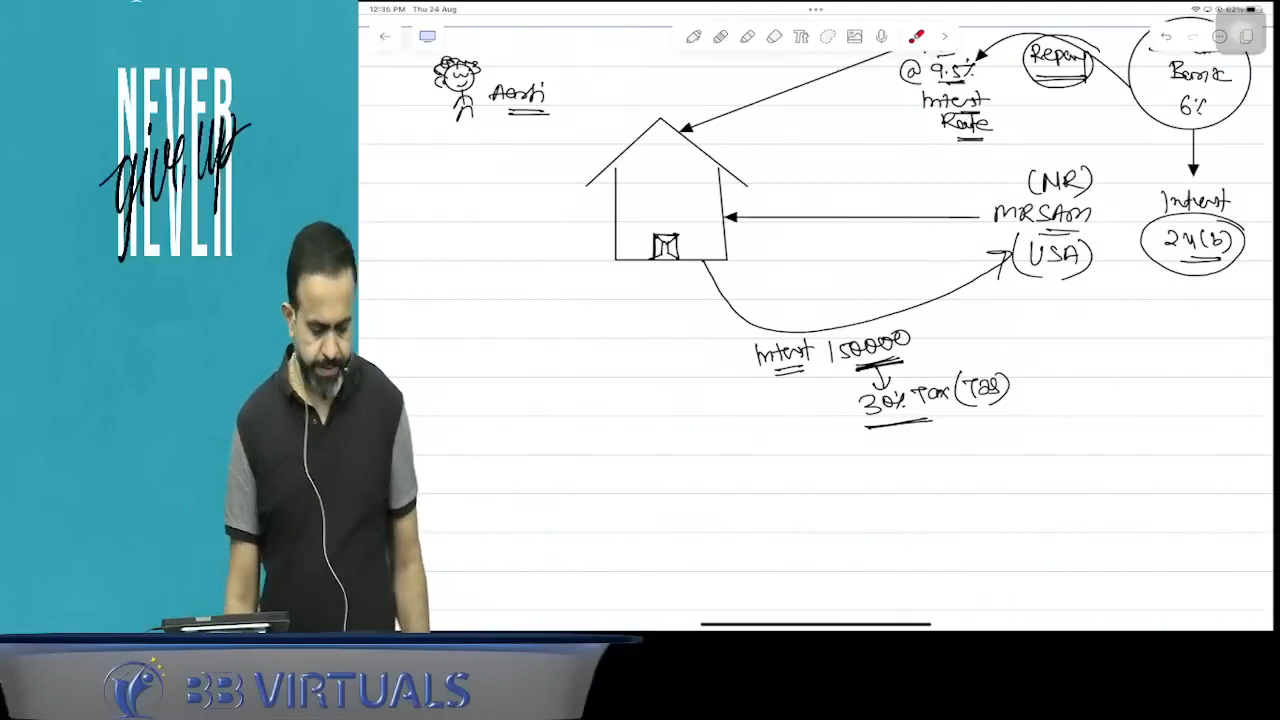 12:36 PM Thu 24 Aug
62%
NEVER
give up
NEVER
Aarti
@ 9.5%
Interest
Rate
Repay
Bank
6%
Interest
24(b)
(NR)
MR SAM
(USA)
Interest 150000
30% Tax (TDS)
BB VIRTUALS